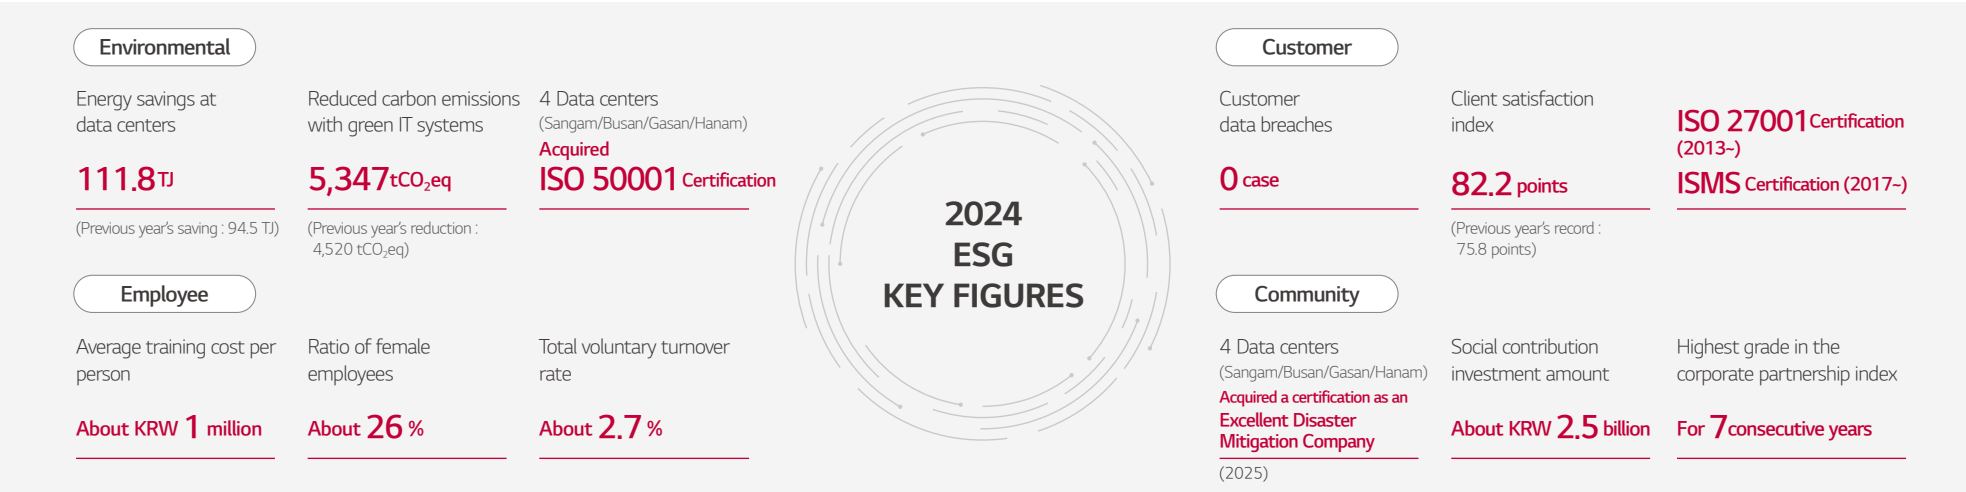 Environmental
Energy savings at
data centers
111.8 TJ
(Previous year's saving : 94.5 TJ)
Reduced carbon emissions
with green IT systems
5,347 tCO₂eq
(Previous year's reduction :
4,520 tCO₂eq)
4 Data centers
(Sangam/Busan/Gasan/Hanam)
Acquired
ISO 50001 Certification
Employee
Average training cost per
person
About KRW 1 million
Ratio of female
employees
About 26 %
Total voluntary turnover
rate
About 2.7 %
2024
ESG
KEY FIGURES
Customer
Customer
data breaches
0 case
Client satisfaction
index
82.2 points
(Previous year's record :
75.8 points)
ISO 27001 Certification
(2013~)
ISMS Certification (2017~)
Community
4 Data centers
(Sangam/Busan/Gasan/Hanam)
Acquired a certification as an
Excellent Disaster
Mitigation Company
(2025)
Social contribution
investment amount
About KRW 2.5 billion
Highest grade in the
corporate partnership index
For 7 consecutive years